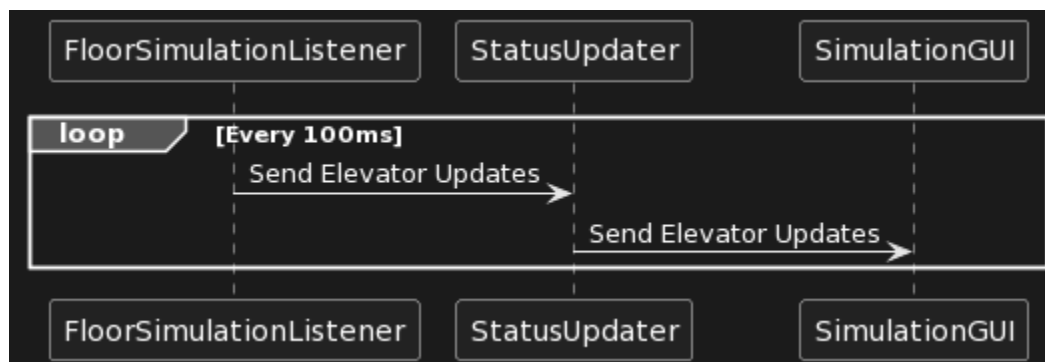 FloorSimulationListener StatusUpdater SimulationGUI
loop [Every 100ms]
Send Elevator Updates
Send Elevator Updates
FloorSimulationListener StatusUpdater SimulationGUI